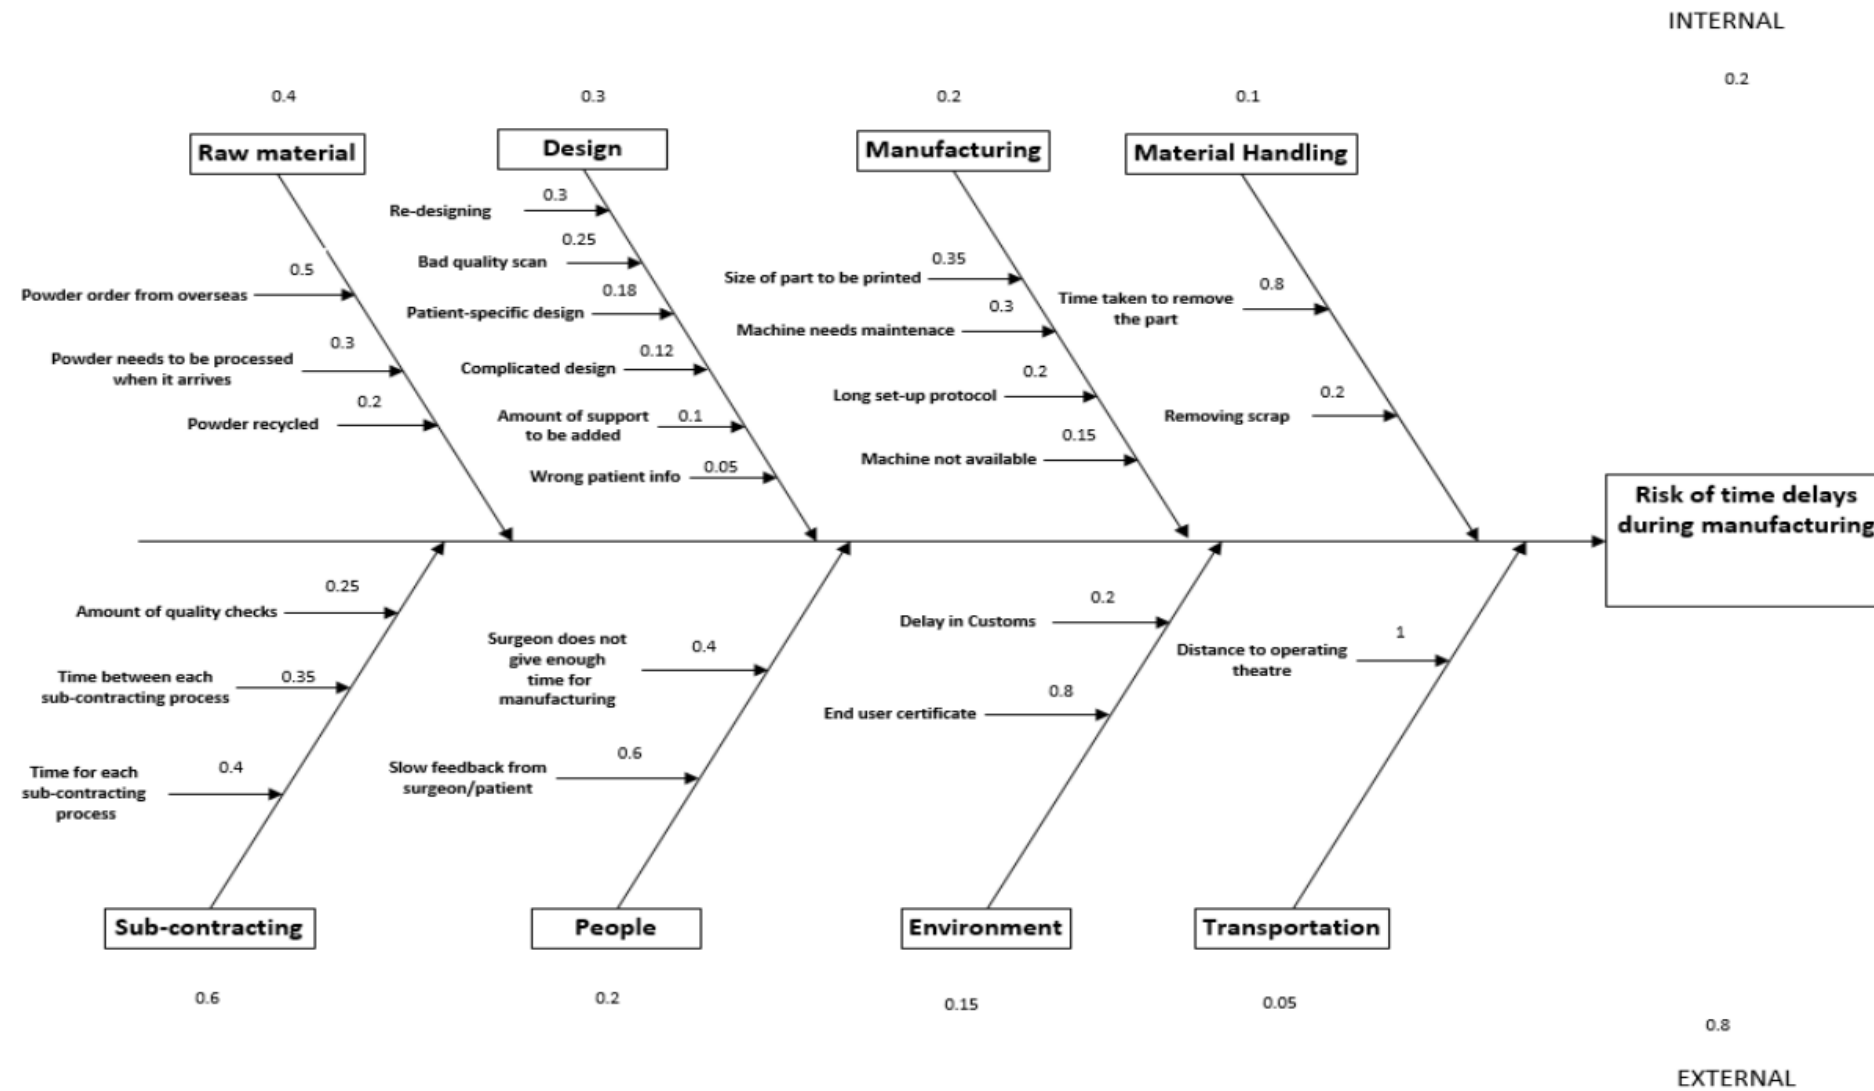 INTERNAL
0.2
0.4
0.3
0.2
0.1
Raw material
Design
Manufacturing
Material Handling
0.5
Powder order from overseas
0.3
Powder needs to be processed
when it arrives
0.2
Powder recycled
0.3
Re-designing
0.25
Bad quality scan
0.18
Patient-specific design
0.12
Complicated design
Amount of support
to be added
0.1
Wrong patient info
0.05
0.35
Size of part to be printed
0.3
Machine needs maintenace
0.2
Long set-up protocol
0.15
Machine not available
0.8
Time taken to remove
the part
0.2
Removing scrap
Risk of time delays
during manufacturing
0.25
Amount of quality checks
Time between each
sub-contracting process
0.35
0.4
Time for each
sub-contracting
process
Surgeon does not
give enough
time for
manufacturing
0.4
0.6
Slow feedback from
surgeon/patient
0.2
Delay in Customs
0.8
End user certificate
1
Distance to operating
theatre
Sub-contracting
People
Environment
Transportation
0.6
0.2
0.15
0.05
0.8
EXTERNAL